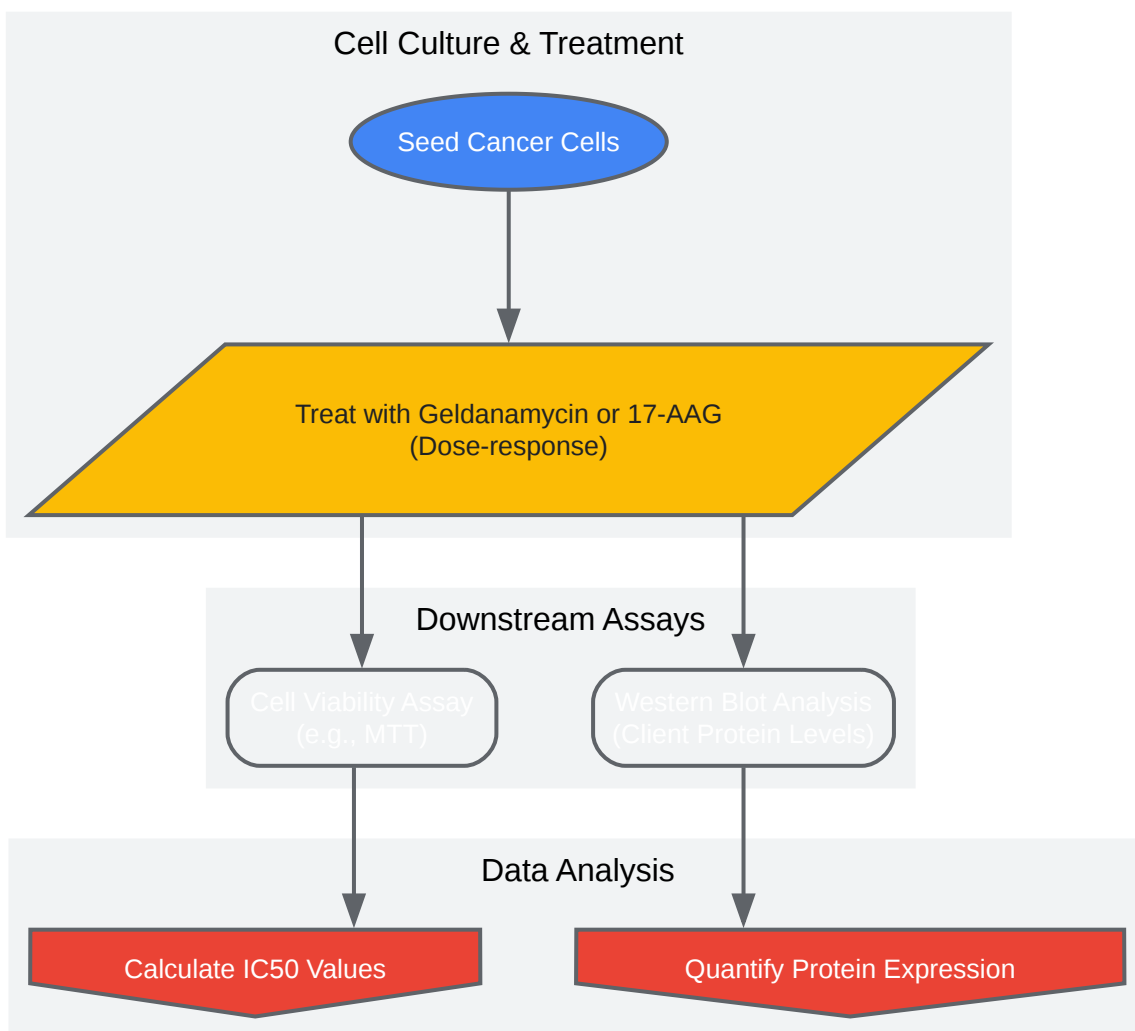 Cell Culture & Treatment
Seed Cancer Cells
Treat with Geldanamycin or 17-AAG
(Dose-response)
Downstream Assays
Cell Viability Assay
(e.g., MTT)
Western Blot Analysis
(Client Protein Levels)
Data Analysis
Calculate IC50 Values
Quantify Protein Expression